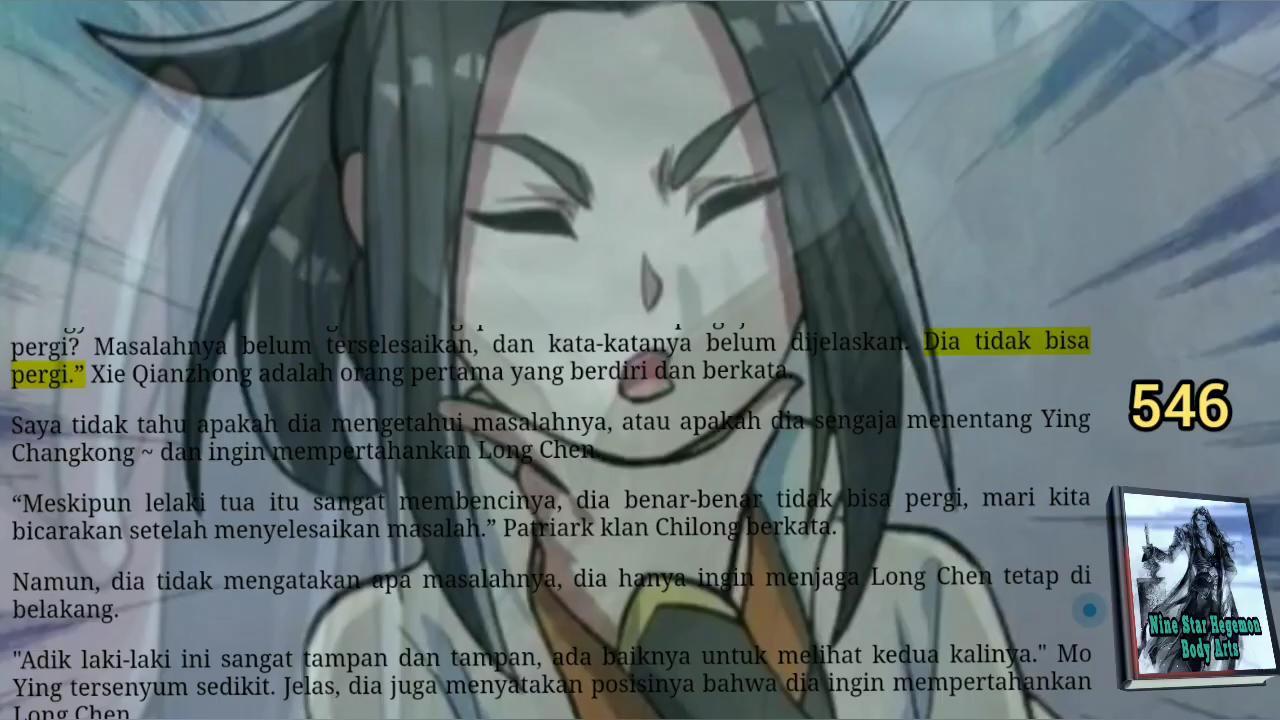 pergi? Masalahnya belum terselesaikan, dan kata-katanya belum dijelaskan. Dia tidak bisa
pergi.” Xie Qianzhong adalah orang pertama yang berdiri dan berkata.
Saya tidak tahu apakah dia mengetahui masalahnya, atau apakah dia sengaja menentang Ying
Changkong ~ dan ingin mempertahankan Long Chen.
“Meskipun lelaki tua itu sangat membencinya, dia benar-benar tidak bisa pergi, mari kita
bicarakan setelah menyelesaikan masalah.” Patriark klan Chilong berkata.
Namun, dia tidak mengatakan apa masalahnya, dia hanya ingin menjaga Long Chen tetap di
belakang.
"Adik laki-laki ini sangat tampan dan tampan, ada baiknya untuk melihat kedua kalinya." Mo
Ying tersenyum sedikit. Jelas, dia juga menyatakan posisinya bahwa dia ingin mempertahankan
Long Chen.
546
Nine Star Hegemon
Body Arts